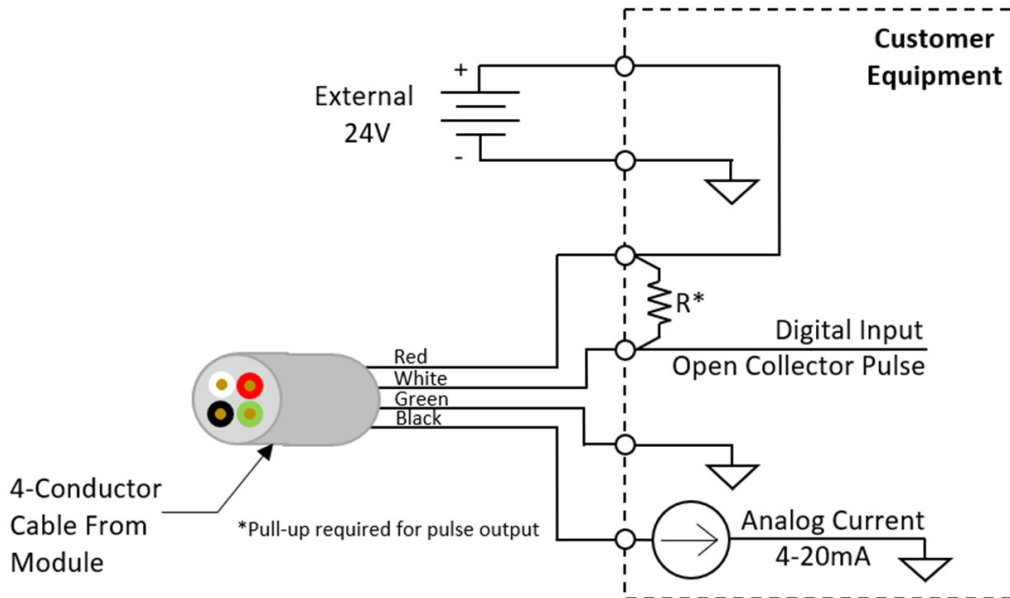 Customer
Equipment
+
External
24V
-
R*
Digital Input
Open Collector Pulse
Red
White
Green
Black
4-Conductor
Cable From
Module
*Pull-up required for pulse output
Analog Current
4-20mA